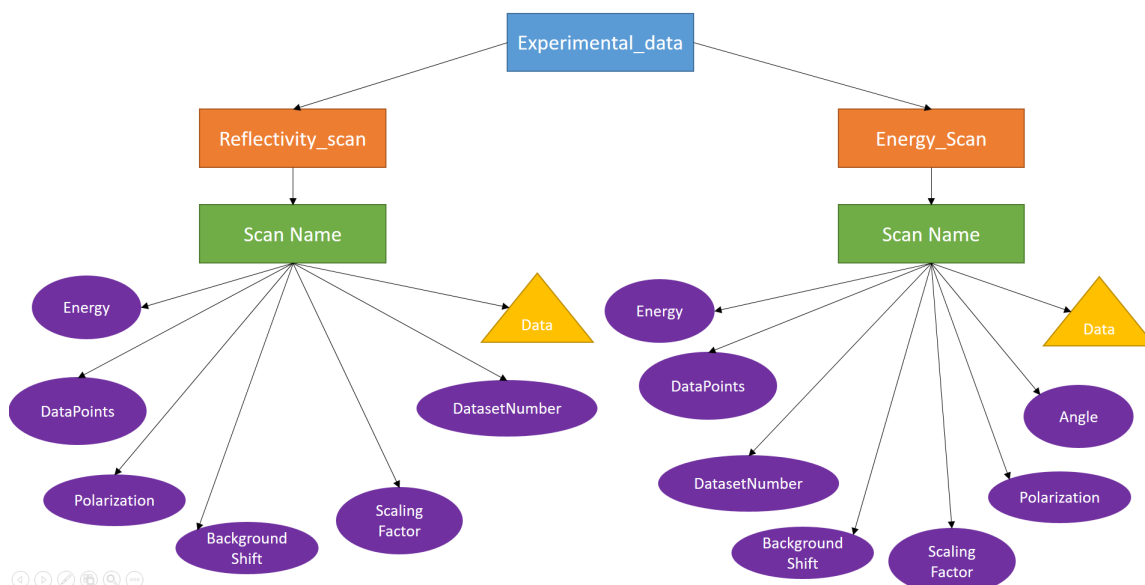 Experimental_data
Reflectivity_scan
Energy_Scan
Scan Name
Scan Name
Energy
Data
DataPoints
DatasetNumber
Polarization
Scaling
Factor
Background
Shift
Energy
Data
DataPoints
Angle
DatasetNumber
Polarization
Background
Shift
Scaling
Factor